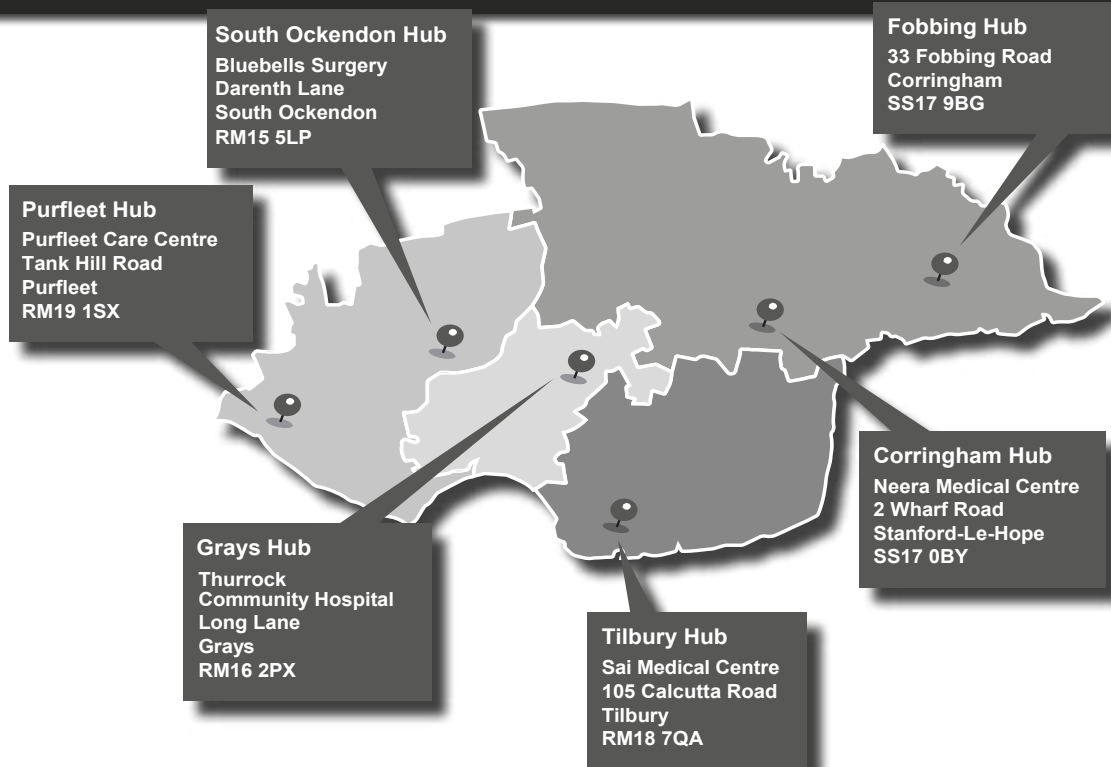 South Ockendon Hub
Bluebells Surgery
Darenth Lane
South Ockendon
RM15 5LP
Fobbing Hub
33 Fobbing Road
Corringham
SS17 9BG
Purfleet Hub
Purfleet Care Centre
Tank Hill Road
Purfleet
RM19 1SX
Corringham Hub
Neera Medical Centre
2 Wharf Road
Stanford-Le-Hope
SS17 0BY
Grays Hub
Thurrock
Community Hospital
Long Lane
Grays
RM16 2PX
Tilbury Hub
Sai Medical Centre
105 Calcutta Road
Tilbury
RM18 7QA